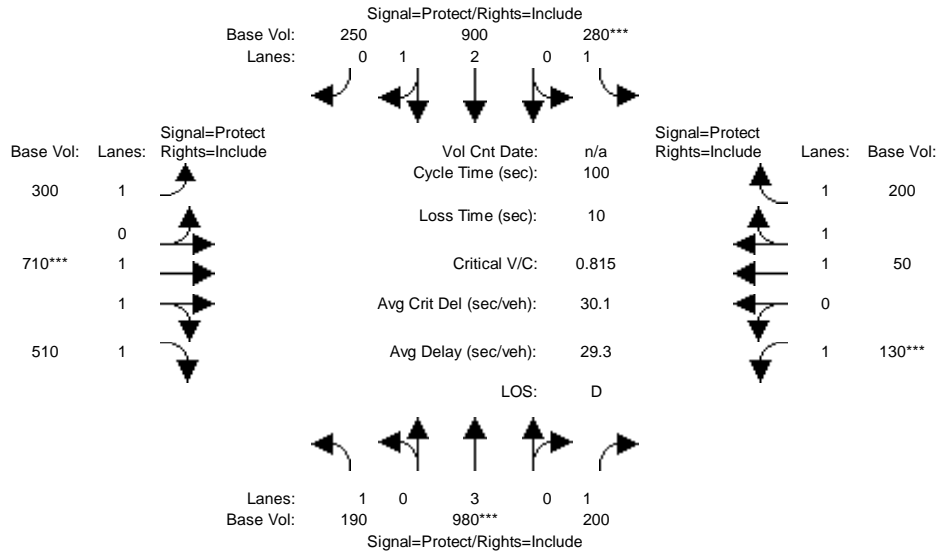 Signal=Protect/Rights=Include
Base Vol: 250 900 280***
Lanes: 0 1 2 0 1
Signal=Protect
Rights=Include
Base Vol: Lanes:
Vol Cnt Date: n/a
Signal=Protect
Rights=Include
Lanes: Base Vol:
Cycle Time (sec): 100
300 1
1 200
Loss Time (sec): 10
0
1
710*** 1
Critical V/C: 0.815
1 50
1
Avg Crit Del (sec/veh): 30.1
0
510 1
Avg Delay (sec/veh): 29.3
1 130***
LOS: D
Lanes: 1 0 3 0 1
Base Vol: 190 980*** 200
Signal=Protect/Rights=Include